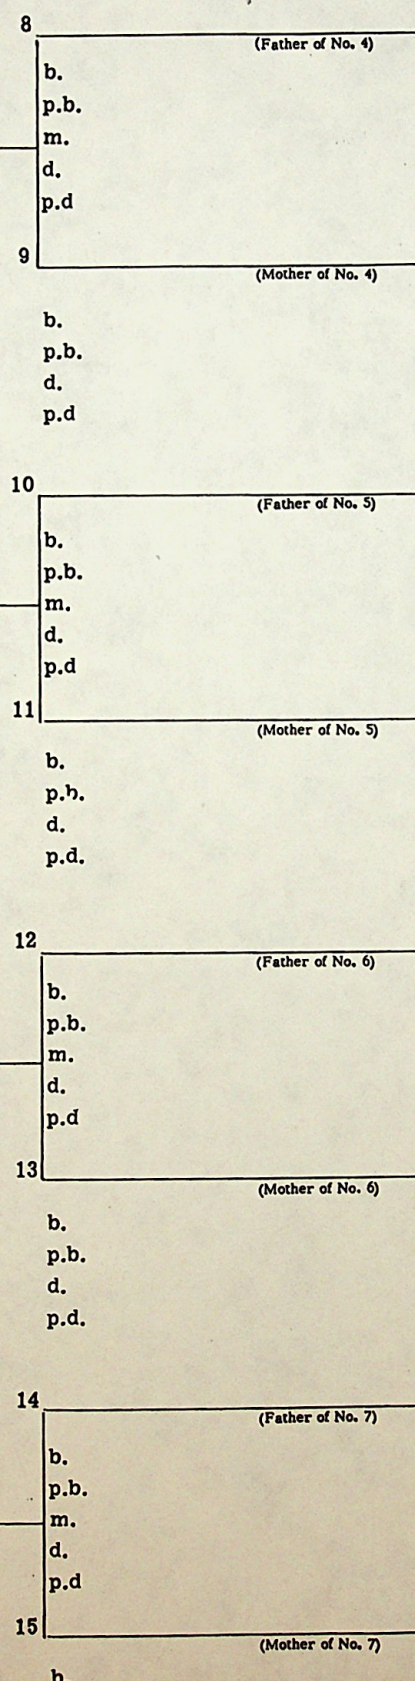 8
(Father of No. 4)
b.
p.b.
m.
d.
p.d
9
(Mother of No. 4)
b.
p.b.
d.
p.d
10
(Father of No. 5)
b.
p.b.
m.
d.
p.d
11
(Mother of No. 5)
b.
p.b.
d.
p.d.
12
(Father of No. 6)
b.
p.b.
m.
d.
p.d
13
(Mother of No. 6)
b.
p.b.
d.
p.d.
14
(Father of No. 7)
b.
p.b.
m.
d.
p.d
15
(Mother of No. 7)
b